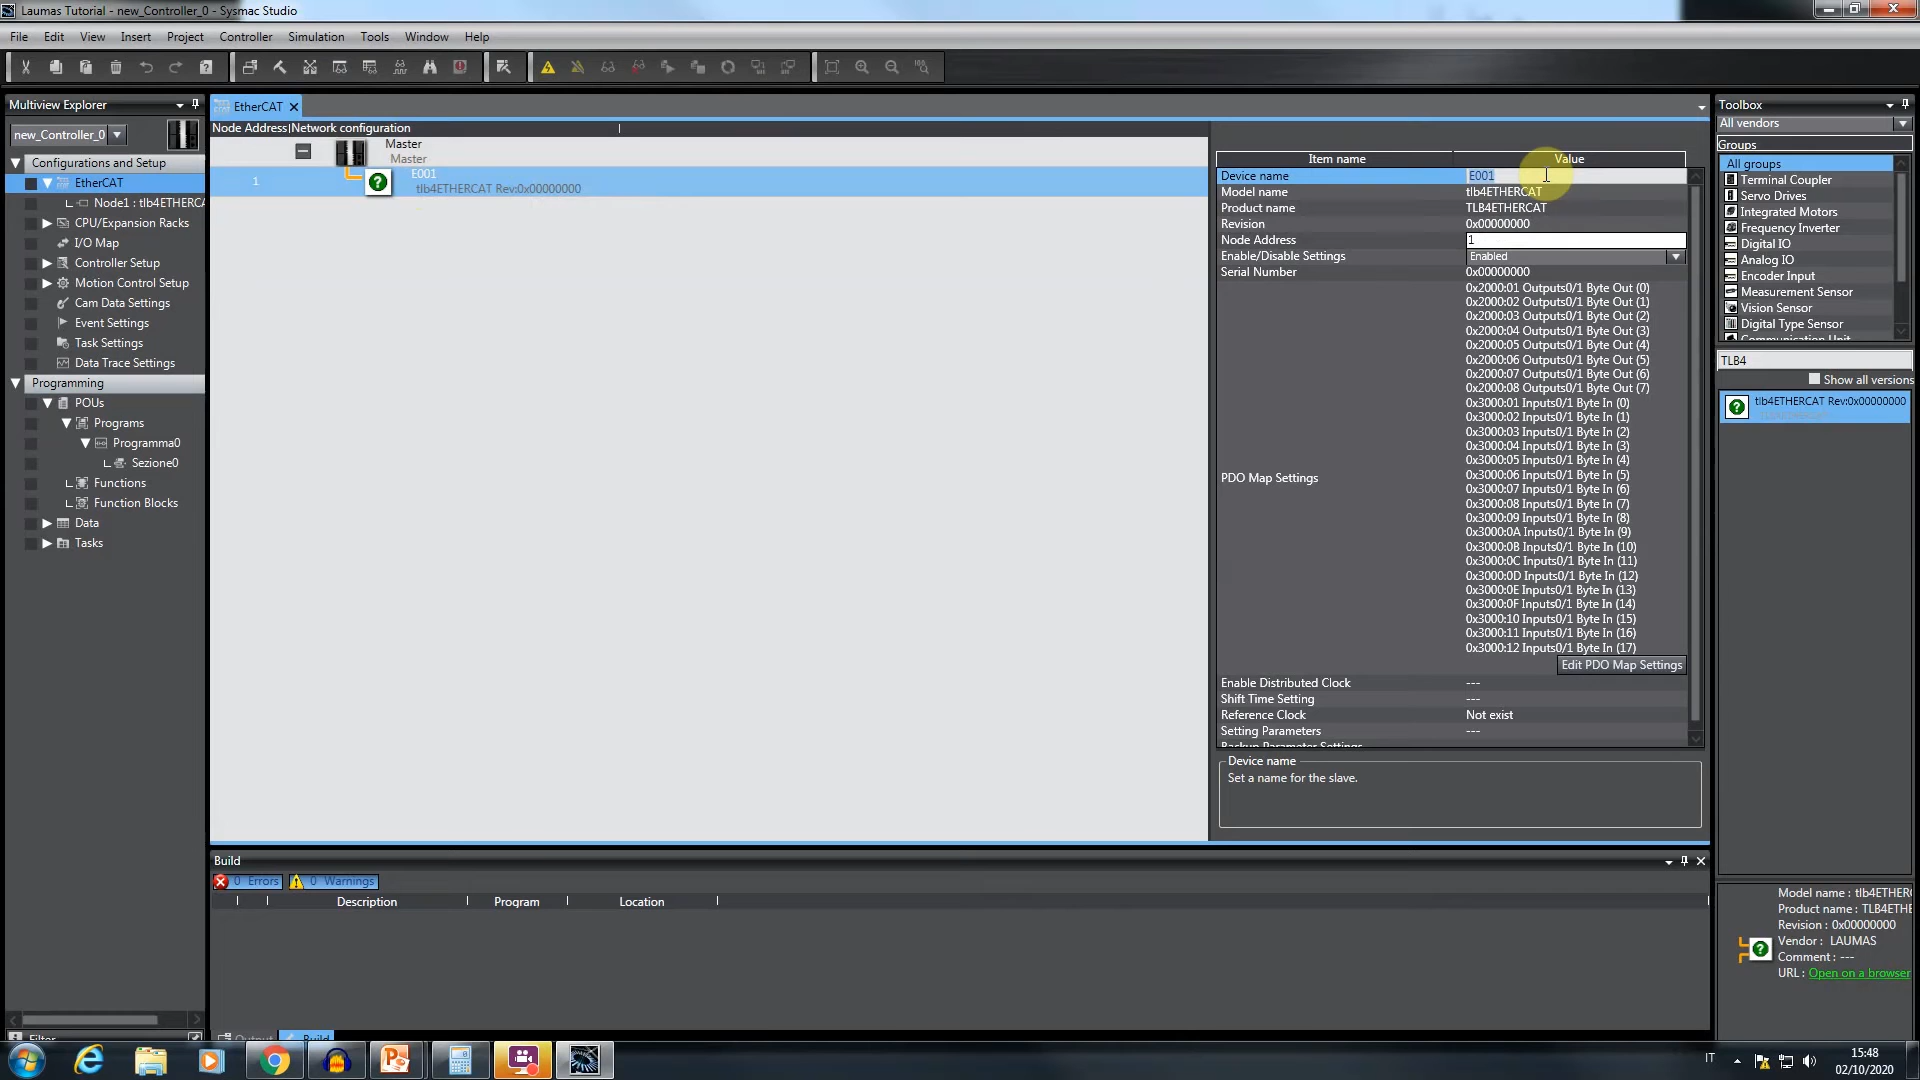 Laumas Tutorial - new_Controller_0 - Sysmac Studio
File Edit View Insert Project Controller Simulation Tools Window Help
Multiview Explorer
new_Controller_0
Configurations and Setup
EtherCAT
Node1 : tlb4ETHERCA
CPU/Expansion Racks
I/O Map
Controller Setup
Motion Control Setup
Cam Data Settings
Event Settings
Task Settings
Data Trace Settings
Programming
POUs
Programs
Programma0
Sezione0
Functions
Function Blocks
Data
Tasks
Filter
EtherCAT
Node Address Network configuration
Master
Master
1
E001
tlb4ETHERCAT Rev:0x00000000
Item name Value
Device name E001
Model name tlb4ETHERCAT
Product name TLB4ETHERCAT
Revision 0x00000000
Node Address 1
Enable/Disable Settings Enabled
Serial Number 0x00000000
PDO Map Settings
0x2000:01 Outputs0/1 Byte Out (0)
0x2000:02 Outputs0/1 Byte Out (1)
0x2000:03 Outputs0/1 Byte Out (2)
0x2000:04 Outputs0/1 Byte Out (3)
0x2000:05 Outputs0/1 Byte Out (4)
0x2000:06 Outputs0/1 Byte Out (5)
0x2000:07 Outputs0/1 Byte Out (6)
0x2000:08 Outputs0/1 Byte Out (7)
0x3000:01 Inputs0/1 Byte In (0)
0x3000:02 Inputs0/1 Byte In (1)
0x3000:03 Inputs0/1 Byte In (2)
0x3000:04 Inputs0/1 Byte In (3)
0x3000:05 Inputs0/1 Byte In (4)
0x3000:06 Inputs0/1 Byte In (5)
0x3000:07 Inputs0/1 Byte In (6)
0x3000:08 Inputs0/1 Byte In (7)
0x3000:09 Inputs0/1 Byte In (8)
0x3000:0A Inputs0/1 Byte In (9)
0x3000:0B Inputs0/1 Byte In (10)
0x3000:0C Inputs0/1 Byte In (11)
0x3000:0D Inputs0/1 Byte In (12)
0x3000:0E Inputs0/1 Byte In (13)
0x3000:0F Inputs0/1 Byte In (14)
0x3000:10 Inputs0/1 Byte In (15)
0x3000:11 Inputs0/1 Byte In (16)
0x3000:12 Inputs0/1 Byte In (17)
Edit PDO Map Settings
Enable Distributed Clock ---
Shift Time Setting ---
Reference Clock Not exist
Setting Parameters ---
Backup Parameter Settings
Device name
Set a name for the slave.
Build
0 Errors 0 Warnings
Description Program Location
Output Build
Toolbox
All vendors
Groups
All groups
Terminal Coupler
Servo Drives
Integrated Motors
Frequency Inverter
Digital IO
Analog IO
Encoder Input
Measurement Sensor
Vision Sensor
Digital Type Sensor
Communication Unit
TLB4
Show all versions
tlb4ETHERCAT Rev:0x00000000
Model name : tlb4ETHER
Product name : TLB4ETHE
Revision : 0x00000000
Vendor : LAUMAS
Comment : ---
URL : Open on a browser
IT
15:48
02/10/2020